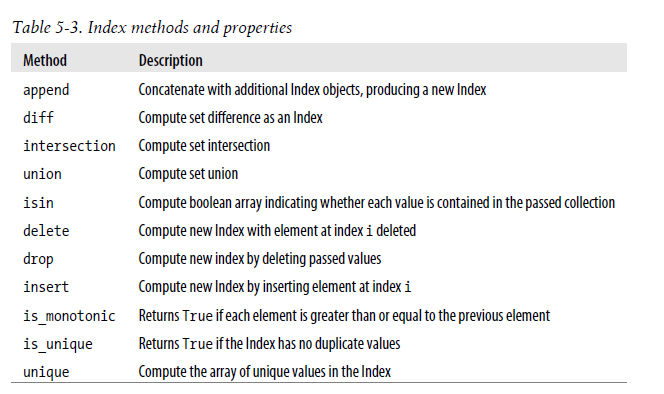 Table 5-3. Index methods and properties
Method Description
append Concatenate with additional Index objects, producing a new Index
diff Compute set difference as an Index
intersection Compute set intersection
union Compute set union
isin Compute boolean array indicating whether each value is contained in the passed collection
delete Compute new Index with element at index i deleted
drop Compute new index by deleting passed values
insert Compute new Index by inserting element at index i
is_monotonic Returns True if each element is greater than or equal to the previous element
is_unique Returns True if the Index has no duplicate values
unique Compute the array of unique values in the Index